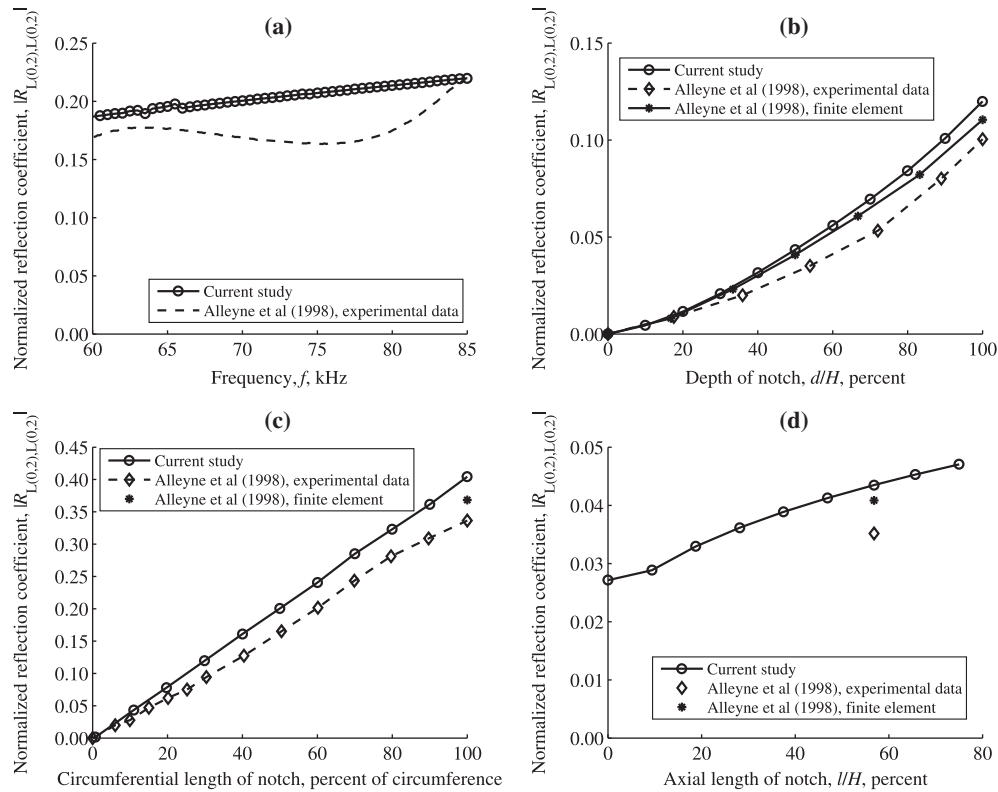 (a)
Normalized reflection coefficient, |R_L(0,2),L(0,2)|
0.25
0.20
0.15
0.10
0.05
0.00
Current study
Alleyne et al (1998), experimental data
60 65 70 75 80 85
Frequency, f, kHz
(b)
Normalized reflection coefficient, |R_L(0,2),L(0,2)|
0.15
0.10
0.05
0.00
Current study
Alleyne et al (1998), experimental data
Alleyne et al (1998), finite element
0 20 40 60 80 100
Depth of notch, d/H, percent
(c)
Normalized reflection coefficient, |R_L(0,2),L(0,2)|
0.45
0.40
0.35
0.30
0.25
0.20
0.15
0.10
0.05
0.00
Current study
Alleyne et al (1998), experimental data
Alleyne et al (1998), finite element
0 20 40 60 80 100
Circumferential length of notch, percent of circumference
(d)
Normalized reflection coefficient, |R_L(0,2),L(0,2)|
0.05
0.04
0.03
0.02
0.01
0.00
Current study
Alleyne et al (1998), experimental data
Alleyne et al (1998), finite element
0 20 40 60 80
Axial length of notch, l/H, percent